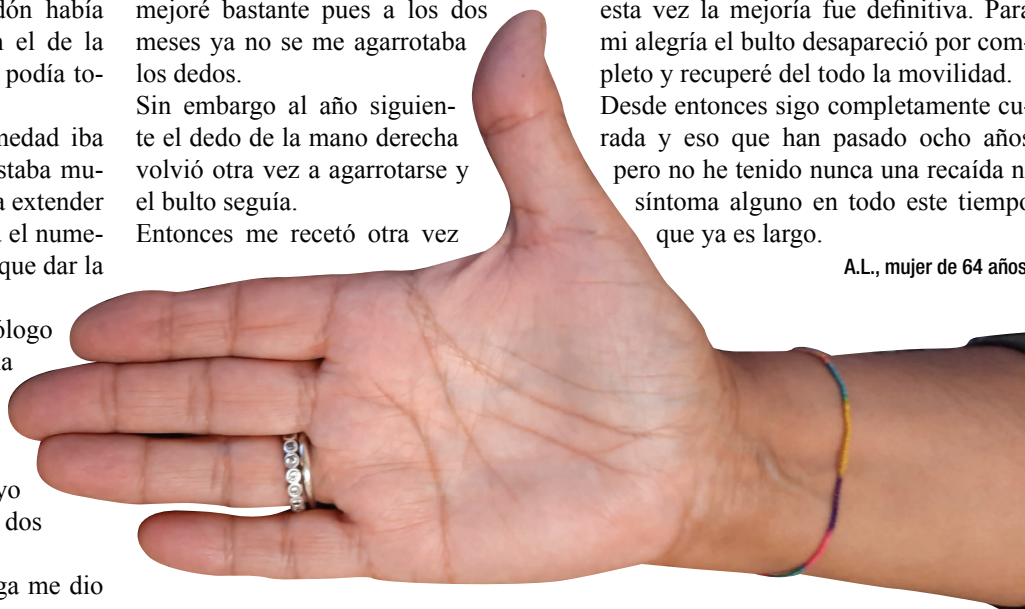 dón había
el de la
podía to-
medad iba
staba mu-
a extender
el nume-
que dar la
ólogo
a
yo
dos
ga me dio
mejoré bastante pues a los dos
meses ya no se me agarrotaba
los dedos.
Sin embargo al año siguien-
te el dedo de la mano derecha
volvió otra vez a agarrotarse y
el bulto seguía.
Entonces me recetó otra vez
esta vez la mejoría fue definitiva. Para
mi alegría el bulto desapareció por com-
pleto y recuperé del todo la movilidad.
Desde entonces sigo completamente cu-
rada y eso que han pasado ocho años
pero no he tenido nunca una recaída n
síntoma alguno en todo este tiempo
que ya es largo.
A.L., mujer de 64 años